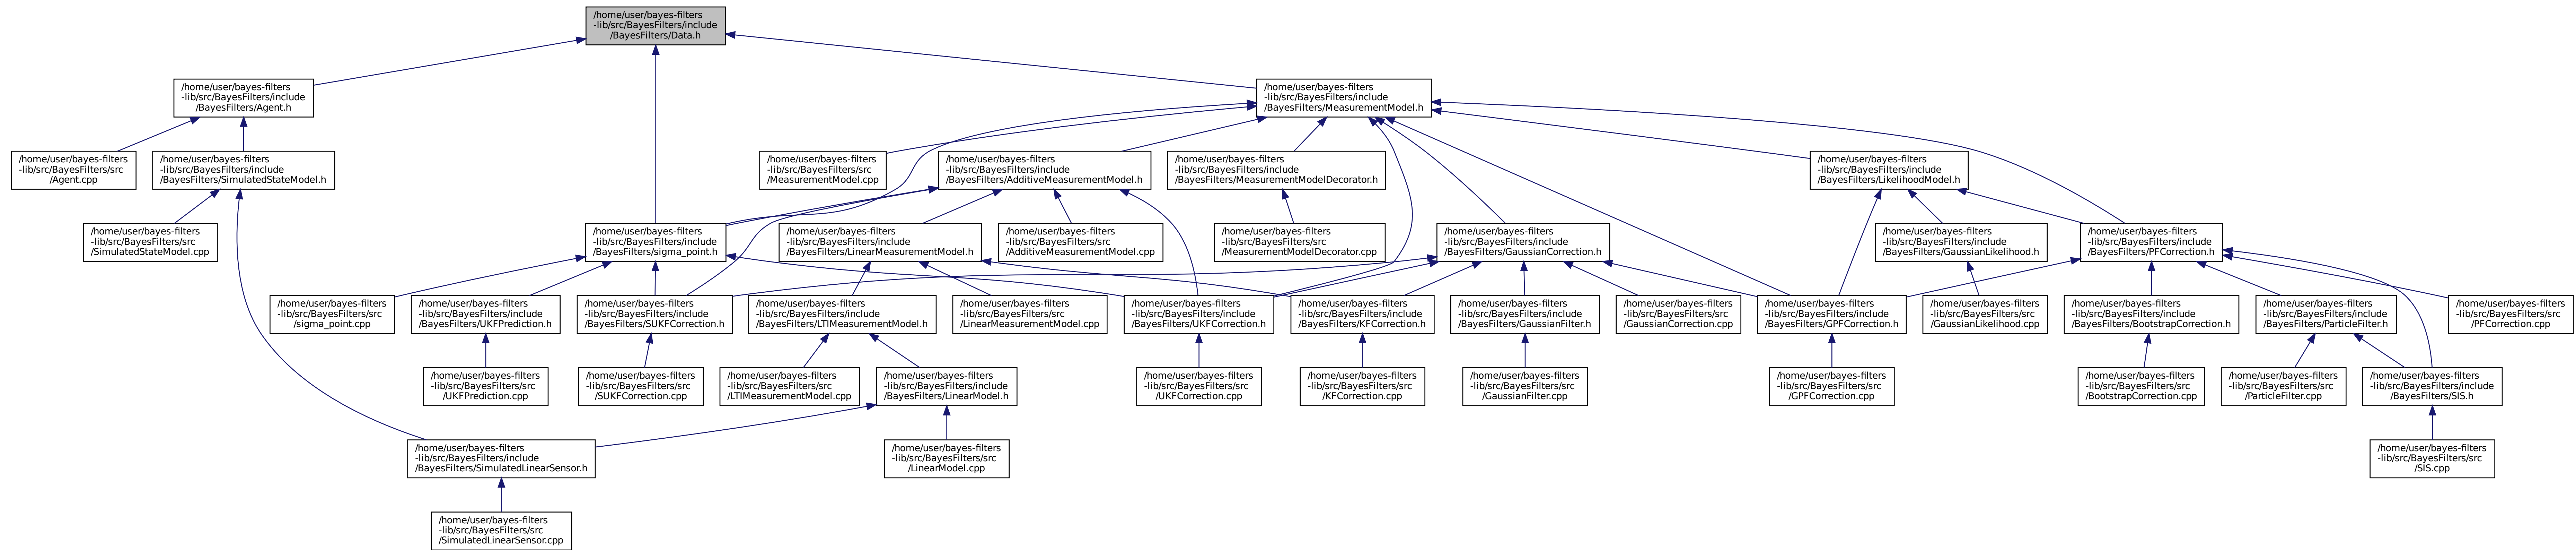 /home/user/bayes-filters
-lib/src/BayesFilters/include
/BayesFilters/Data.h
/home/user/bayes-filters
-lib/src/BayesFilters/include
/BayesFilters/Agent.h
/home/user/bayes-filters
-lib/src/BayesFilters/include
/BayesFilters/MeasurementModel.h
/home/user/bayes-filters
-lib/src/BayesFilters/src
/Agent.cpp
/home/user/bayes-filters
-lib/src/BayesFilters/include
/BayesFilters/SimulatedStateModel.h
/home/user/bayes-filters
-lib/src/BayesFilters/src
/MeasurementModel.cpp
/home/user/bayes-filters
-lib/src/BayesFilters/include
/BayesFilters/AdditiveMeasurementModel.h
/home/user/bayes-filters
-lib/src/BayesFilters/include
/BayesFilters/MeasurementModelDecorator.h
/home/user/bayes-filters
-lib/src/BayesFilters/include
/BayesFilters/LikelihoodModel.h
/home/user/bayes-filters
-lib/src/BayesFilters/src
/SimulatedStateModel.cpp
/home/user/bayes-filters
-lib/src/BayesFilters/include
/BayesFilters/sigma_point.h
/home/user/bayes-filters
-lib/src/BayesFilters/include
/BayesFilters/LinearMeasurementModel.h
/home/user/bayes-filters
-lib/src/BayesFilters/src
/AdditiveMeasurementModel.cpp
/home/user/bayes-filters
-lib/src/BayesFilters/src
/MeasurementModelDecorator.cpp
/home/user/bayes-filters
-lib/src/BayesFilters/include
/BayesFilters/GaussianCorrection.h
/home/user/bayes-filters
-lib/src/BayesFilters/include
/BayesFilters/GaussianLikelihood.h
/home/user/bayes-filters
-lib/src/BayesFilters/include
/BayesFilters/PFCorrection.h
/home/user/bayes-filters
-lib/src/BayesFilters/src
/sigma_point.cpp
/home/user/bayes-filters
-lib/src/BayesFilters/include
/BayesFilters/UKFPrediction.h
/home/user/bayes-filters
-lib/src/BayesFilters/include
/BayesFilters/SUKFCorrection.h
/home/user/bayes-filters
-lib/src/BayesFilters/include
/BayesFilters/LTIMeasurementModel.h
/home/user/bayes-filters
-lib/src/BayesFilters/src
/LinearMeasurementModel.cpp
/home/user/bayes-filters
-lib/src/BayesFilters/include
/BayesFilters/UKFCorrection.h
/home/user/bayes-filters
-lib/src/BayesFilters/include
/BayesFilters/KFCorrection.h
/home/user/bayes-filters
-lib/src/BayesFilters/include
/BayesFilters/GaussianFilter.h
/home/user/bayes-filters
-lib/src/BayesFilters/src
/GaussianCorrection.cpp
/home/user/bayes-filters
-lib/src/BayesFilters/include
/BayesFilters/GPFCorrection.h
/home/user/bayes-filters
-lib/src/BayesFilters/src
/GaussianLikelihood.cpp
/home/user/bayes-filters
-lib/src/BayesFilters/include
/BayesFilters/BootstrapCorrection.h
/home/user/bayes-filters
-lib/src/BayesFilters/include
/BayesFilters/ParticleFilter.h
/home/user/bayes-filters
-lib/src/BayesFilters/src
/PFCorrection.cpp
/home/user/bayes-filters
-lib/src/BayesFilters/src
/UKFPrediction.cpp
/home/user/bayes-filters
-lib/src/BayesFilters/src
/SUKFCorrection.cpp
/home/user/bayes-filters
-lib/src/BayesFilters/src
/LTIMeasurementModel.cpp
/home/user/bayes-filters
-lib/src/BayesFilters/include
/BayesFilters/LinearModel.h
/home/user/bayes-filters
-lib/src/BayesFilters/src
/UKFCorrection.cpp
/home/user/bayes-filters
-lib/src/BayesFilters/src
/KFCorrection.cpp
/home/user/bayes-filters
-lib/src/BayesFilters/src
/GaussianFilter.cpp
/home/user/bayes-filters
-lib/src/BayesFilters/src
/GPFCorrection.cpp
/home/user/bayes-filters
-lib/src/BayesFilters/src
/BootstrapCorrection.cpp
/home/user/bayes-filters
-lib/src/BayesFilters/src
/ParticleFilter.cpp
/home/user/bayes-filters
-lib/src/BayesFilters/include
/BayesFilters/SIS.h
/home/user/bayes-filters
-lib/src/BayesFilters/include
/BayesFilters/SimulatedLinearSensor.h
/home/user/bayes-filters
-lib/src/BayesFilters/src
/LinearModel.cpp
/home/user/bayes-filters
-lib/src/BayesFilters/src
/SIS.cpp
/home/user/bayes-filters
-lib/src/BayesFilters/src
/SimulatedLinearSensor.cpp